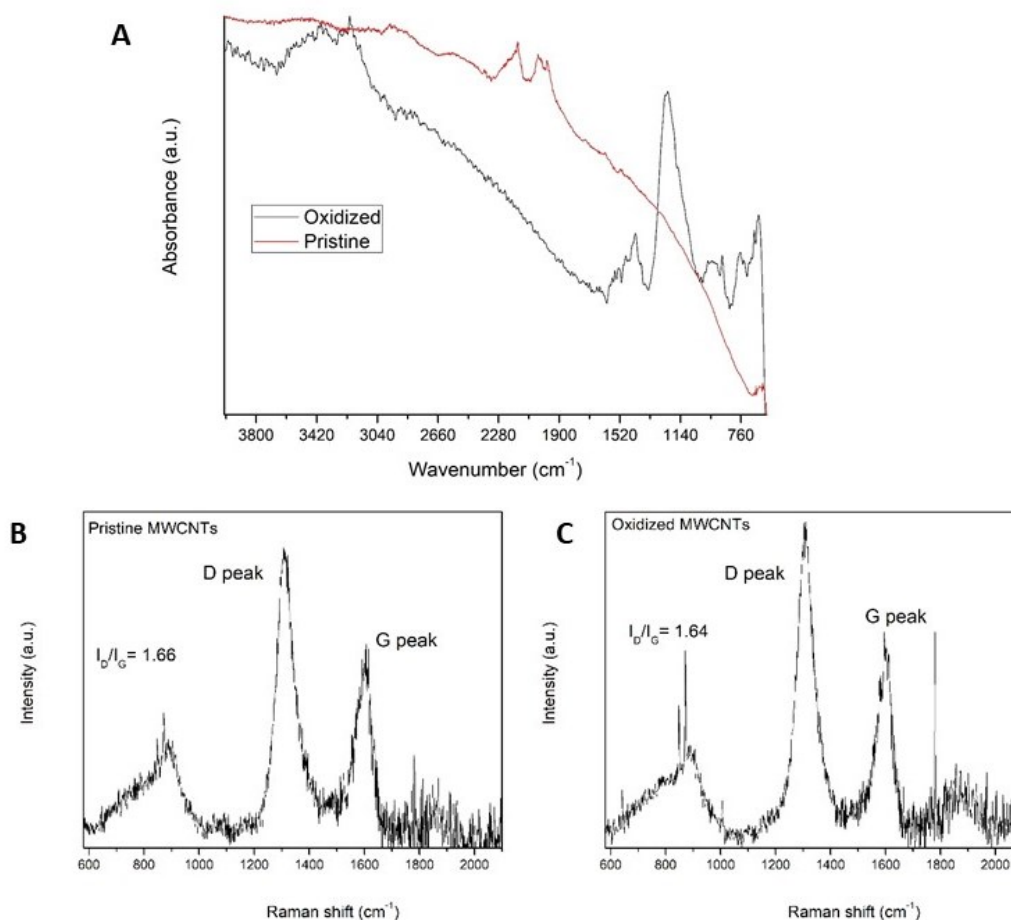 A
Absorbance (a.u.)
Oxidized
Pristine
3800 3420 3040 2660 2280 1900 1520 1140 760
Wavenumber (cm⁻¹)
B
Pristine MWCNTs
D peak
G peak
I_D/I_G= 1.66
Intensity (a.u.)
600 800 1000 1200 1400 1600 1800 2000
Raman shift (cm⁻¹)
C
Oxidized MWCNTs
D peak
G peak
I_D/I_G= 1.64
Intensity (a.u.)
600 800 1000 1200 1400 1600 1800 2000
Raman shift (cm⁻¹)